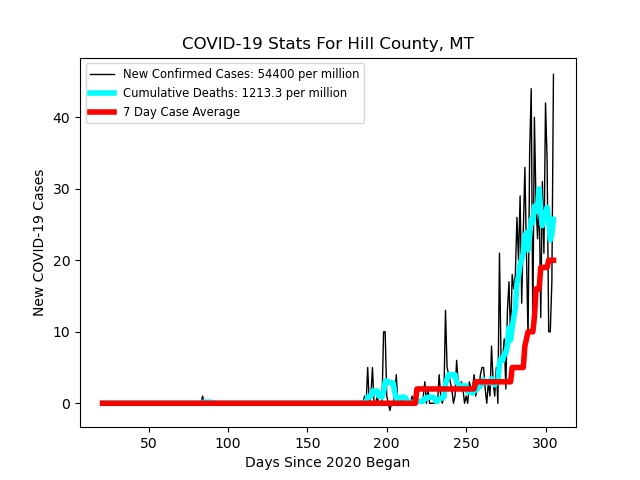 COVID-19 Stats For Hill County, MT
New Confirmed Cases: 54400 per million
Cumulative Deaths: 1213.3 per million
7 Day Case Average
New COVID-19 Cases
40
30
20
10
0
50 100 150 200 250 300
Days Since 2020 Began